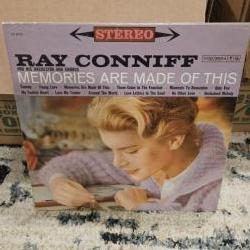 STEREO
RAY CONNIFF
AND HIS ORCHESTRA AND CHORUS
MEMORIES ARE MADE OF THIS
Tammy Young Love Memories Are Made Of This Three Coins In The Fountain Moments To Remember Only You
My Foolish Heart Love Me Tender Around The World Love Letters In The Sand No Other Love Unchained Melody